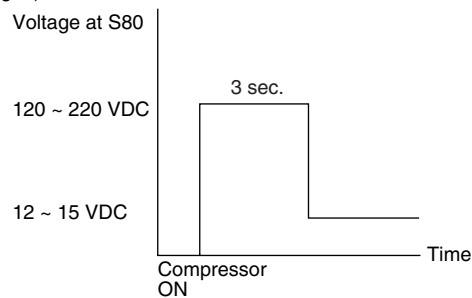 Voltage at S80
3 sec.
120 ~ 220 VDC
12 ~ 15 VDC
Time
Compressor
ON